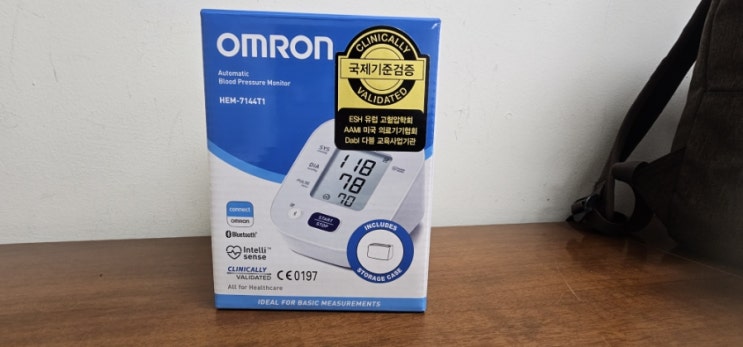 OMRON
Automatic
Blood Pressure Monitor
HEM-7144T1
CLINICALLY
국제기준검증
VALIDATED
ESH 유럽 고혈압학회
AAMI 미국 의료기기협회
Dabl 다블 교육사업기관
SYS
118
DIA
78
PULSE
70
START
STOP
connect
OMRON
Bluetooth®
Intelli™
sense
CLINICALLY
VALIDATED
CE0197
All for Healthcare
INCLUDES
STORAGE CASE
IDEAL FOR BASIC MEASUREMENTS